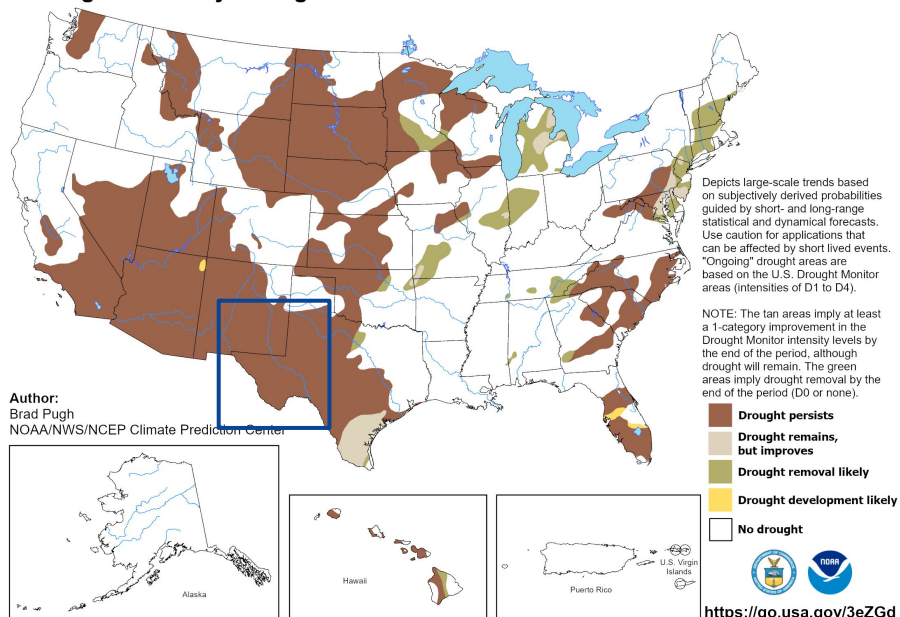 Depicts large-scale trends based
on subjectively derived probabilities
guided by short- and long-range
statistical and dynamical forecasts.
Use caution for applications that
can be affected by short lived events.
"Ongoing" drought areas are
based on the U.S. Drought Monitor
areas (intensities of D1 to D4).
NOTE: The tan areas imply at least
a 1-category improvement in the
Drought Monitor intensity levels by
the end of the period, although
drought will remain. The green
areas imply drought removal by the
end of the period (D0 or none).
Author:
Brad Pugh
NOAA/NWS/NCEP Climate Prediction Center
Drought persists
Drought remains,
but improves
Drought removal likely
Drought development likely
No drought
Alaska
Hawaii
Puerto Rico
U.S. Virgin
Islands
NOAA
https://go.usa.gov/3eZGd